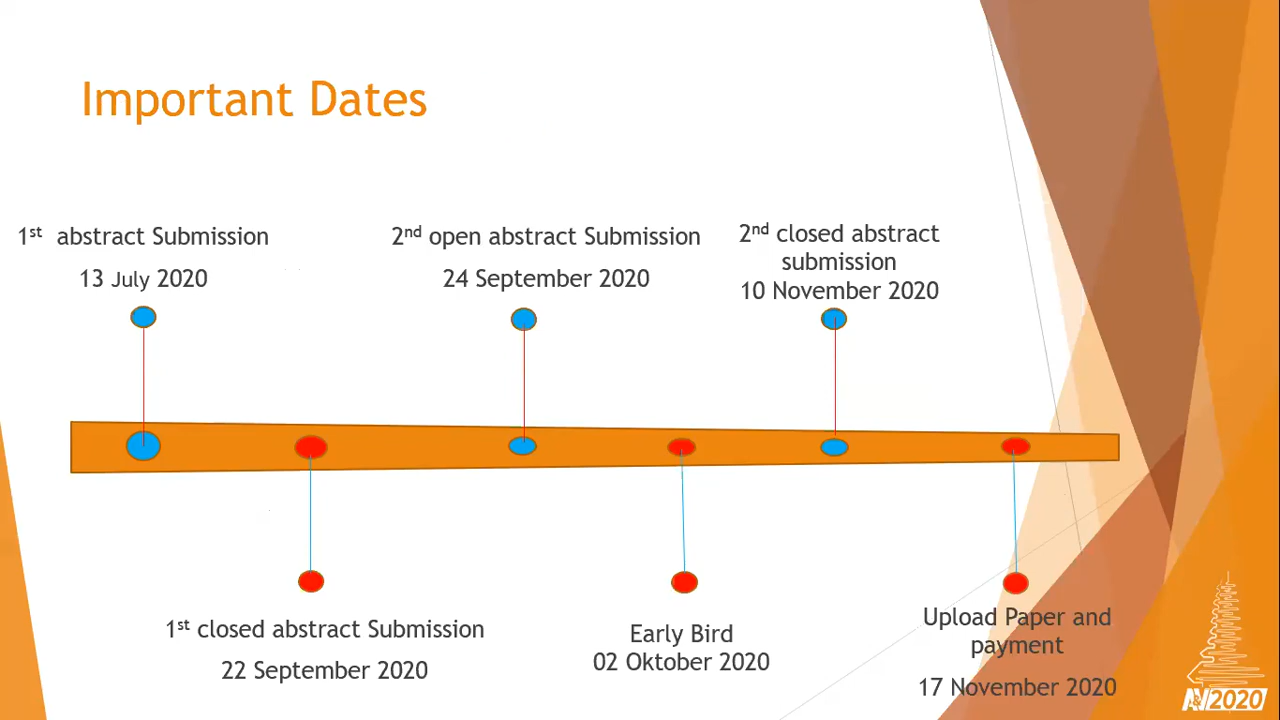 Important Dates
1st abstract Submission
13 July 2020
2nd open abstract Submission
24 September 2020
2nd closed abstract
submission
10 November 2020
1st closed abstract Submission
22 September 2020
Early Bird
02 Oktober 2020
Upload Paper and
payment
17 November 2020
A&V2020